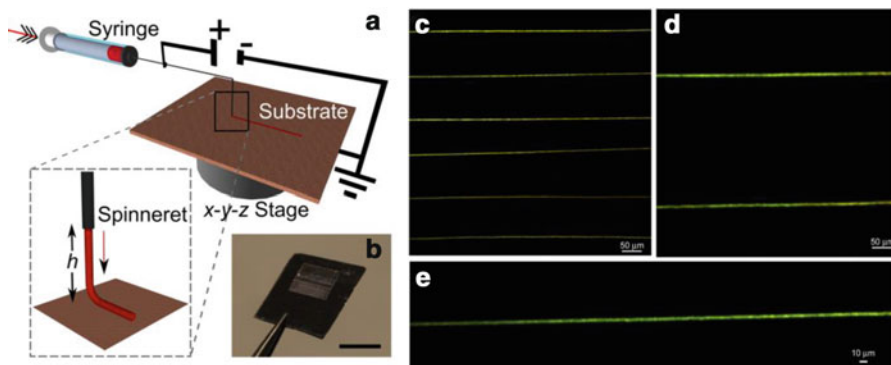 a
Syringe
+
-
Substrate
x-y-z Stage
Spinneret
h
b
c
50 μm
d
50 μm
e
10 μm